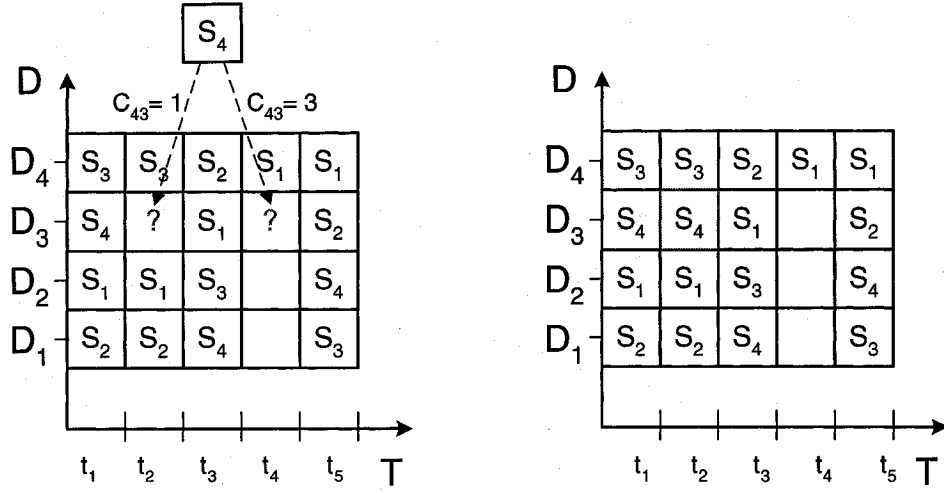 S4
D
C43= 1
C43= 3
D4 S3 S3 S2 S1 S1
D3 S4 ? S1 ? S2
D2 S1 S1 S3 S4
D1 S2 S2 S4 S3
t1 t2 t3 t4 t5 T
D
D4 S3 S3 S2 S1 S1
D3 S4 S4 S1 S2
D2 S1 S1 S3 S4
D1 S2 S2 S4 S3
t1 t2 t3 t4 t5 T